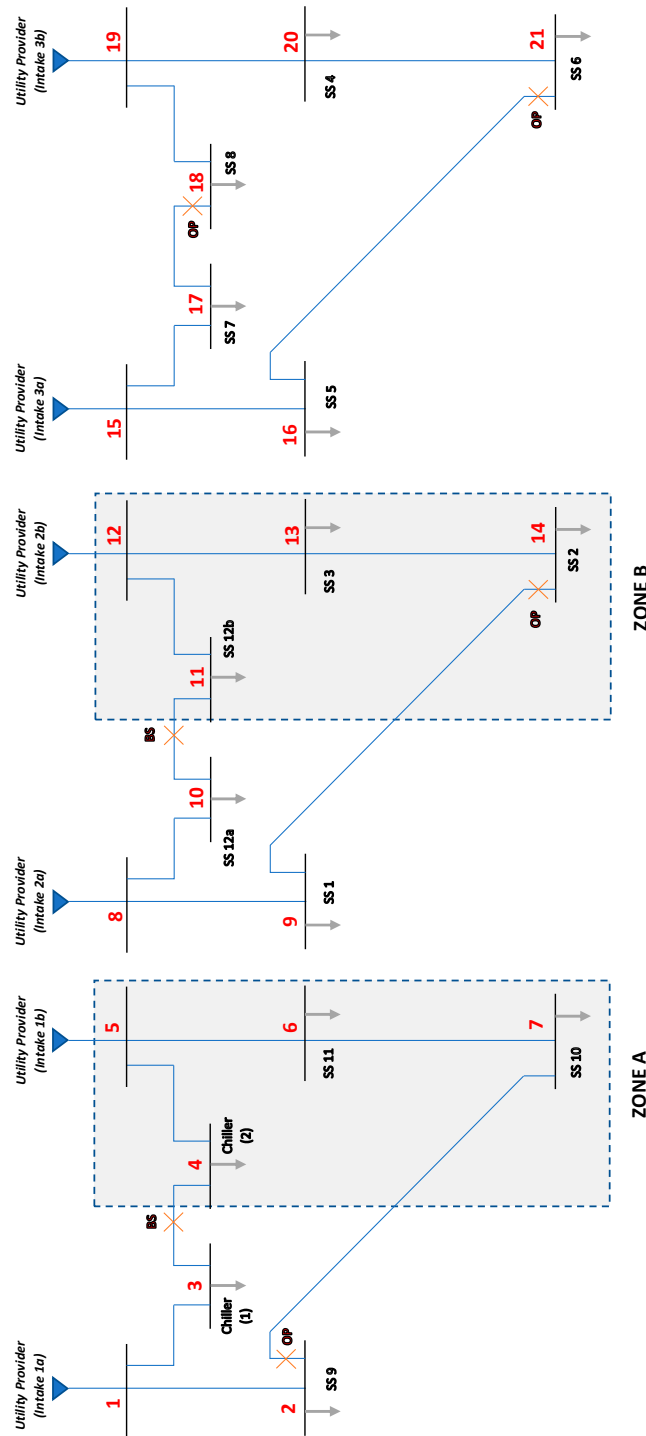 Utility Provider
(Intake 1a)
Utility Provider
(Intake 1b)
Utility Provider
(Intake 2a)
Utility Provider
(Intake 2b)
Utility Provider
(Intake 3a)
Utility Provider
(Intake 3b)
1
5
8
12
15
19
BS
BS
3
4
10
11
17
18
OP
Chiller
(1)
Chiller
(2)
SS 12a
SS 12b
SS 7
SS 8
OP
2
6
9
13
16
20
SS 9
SS 11
SS 1
SS 3
SS 5
SS 4
OP
OP
7
14
21
SS 10
SS 2
SS 6
ZONE A
ZONE B